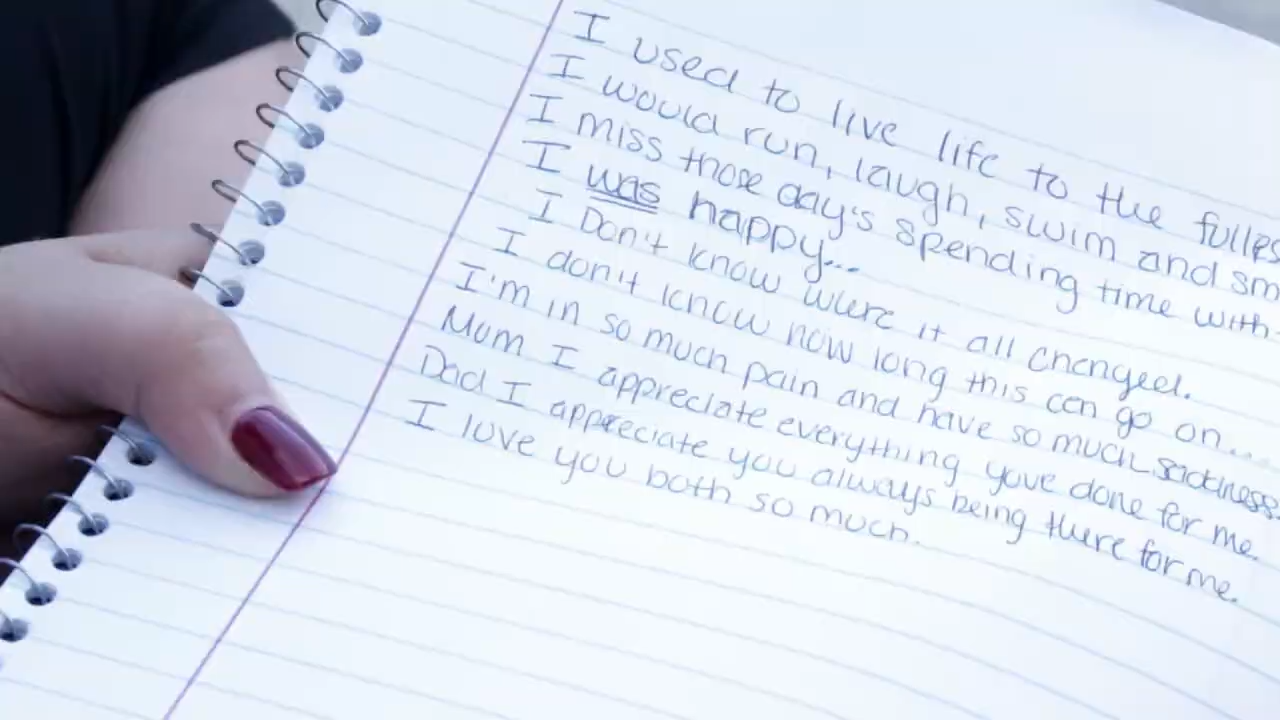 I used to live life to the fulles
I would run, laugh, swim and sm
I miss those day's spending time with
I was happy...
I Don't know were it all changed.
I don't know how long this can go on....
I'm in so much pain and have so much sadness.
Mum I appreciate everything youve done for me.
Dad I appreciate you always being there for me.
I love you both so much.